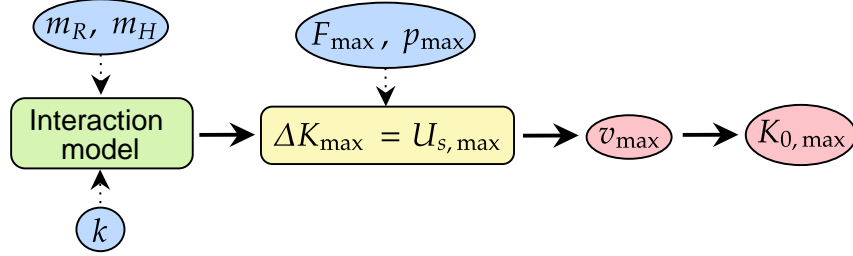 m_R, m_H
F_max, p_max
Interaction
model
ΔK_max = U_s,max
v_max
K_0,max
k